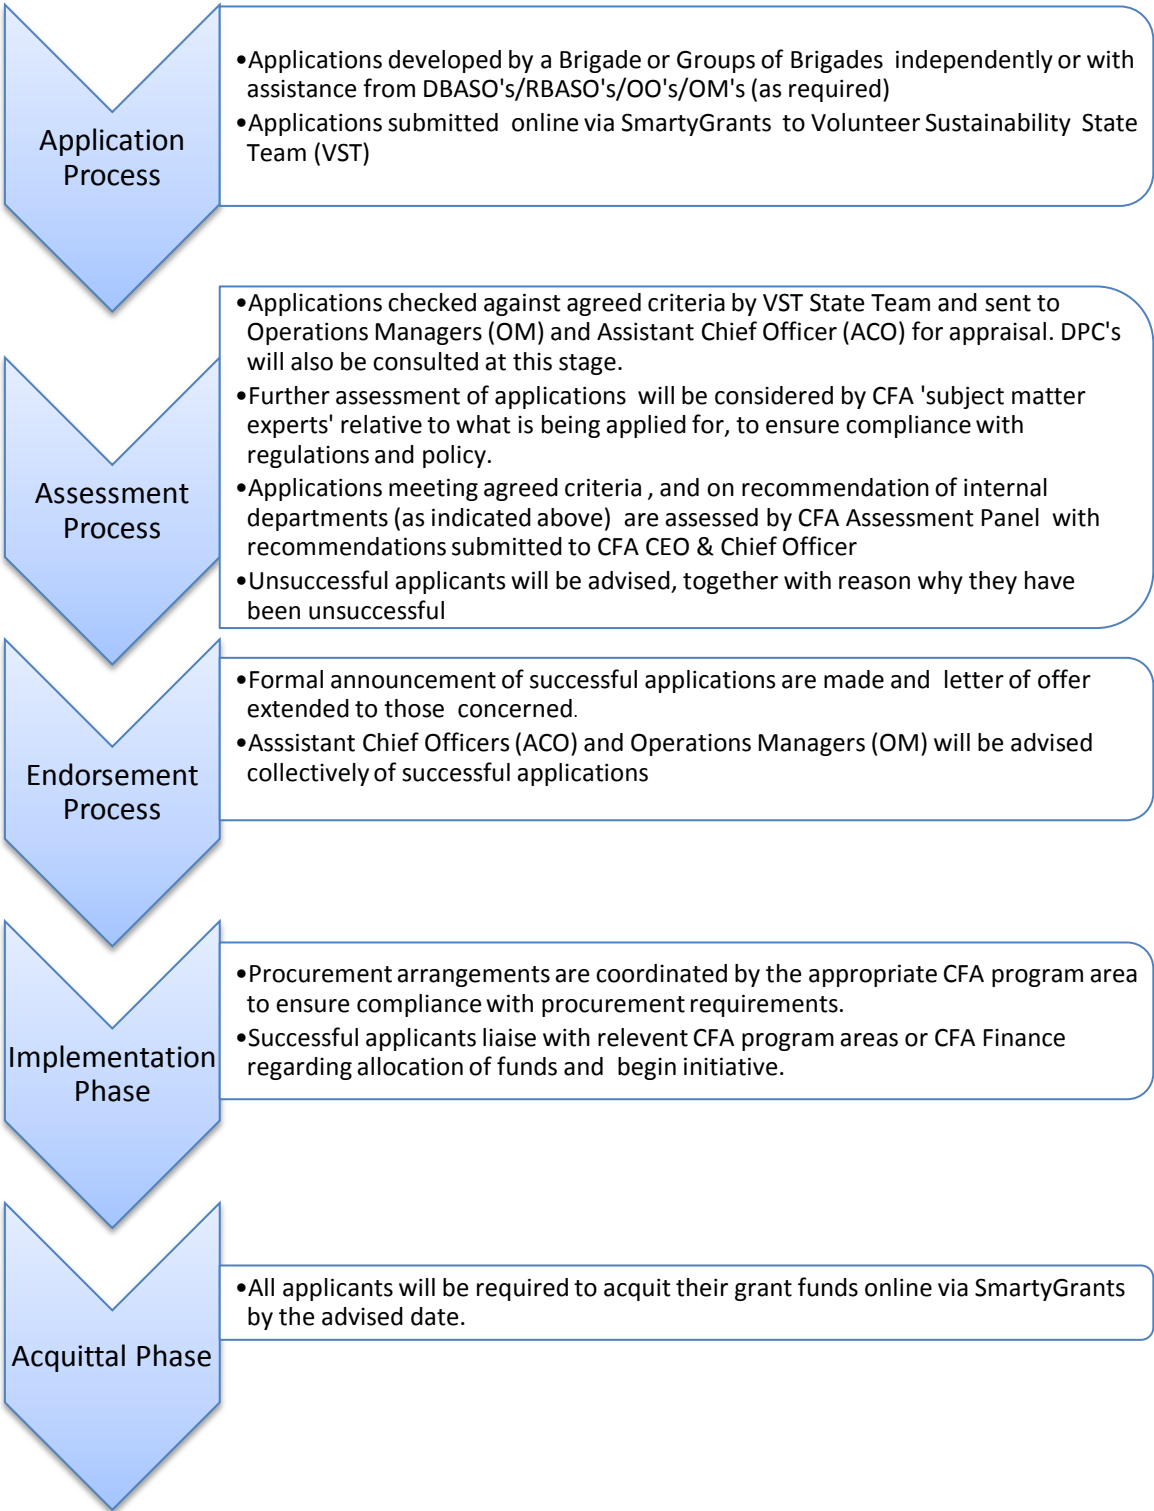 Application
Process
•Applications developed by a Brigade or Groups of Brigades independently or with
assistance from DBASO's/RBASO's/OO's/OM's (as required)
•Applications submitted online via SmartyGrants to Volunteer Sustainability State
Team (VST)
Assessment
Process
•Applications checked against agreed criteria by VST State Team and sent to
Operations Managers (OM) and Assistant Chief Officer (ACO) for appraisal. DPC's
will also be consulted at this stage.
•Further assessment of applications will be considered by CFA 'subject matter
experts' relative to what is being applied for, to ensure compliance with
regulations and policy.
•Applications meeting agreed criteria , and on recommendation of internal
departments (as indicated above) are assessed by CFA Assessment Panel with
recommendations submitted to CFA CEO & Chief Officer
•Unsuccessful applicants will be advised, together with reason why they have
been unsuccessful
Endorsement
Process
•Formal announcement of successful applications are made and letter of offer
extended to those concerned.
•Asssistant Chief Officers (ACO) and Operations Managers (OM) will be advised
collectively of successful applications
Implementation
Phase
•Procurement arrangements are coordinated by the appropriate CFA program area
to ensure compliance with procurement requirements.
•Successful applicants liaise with relevent CFA program areas or CFA Finance
regarding allocation of funds and begin initiative.
Acquittal Phase
•All applicants will be required to acquit their grant funds online via SmartyGrants
by the advised date.